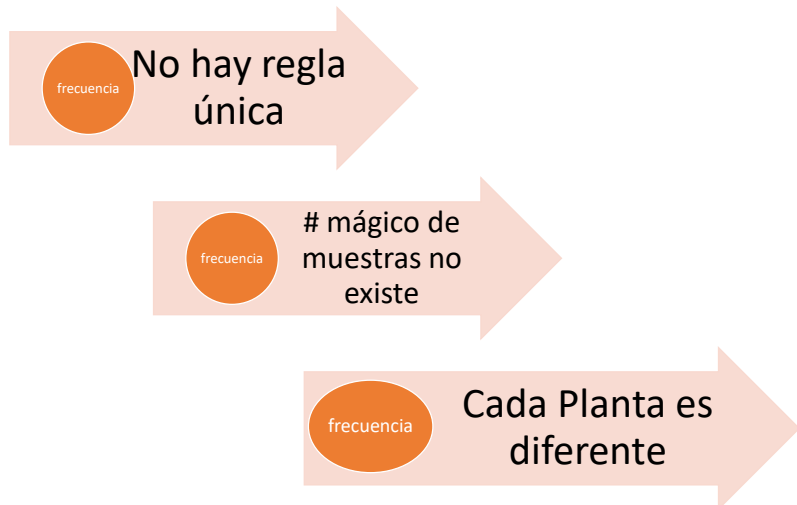 frecuencia
No hay regla
única
frecuencia
# mágico de
muestras no
existe
frecuencia
Cada Planta es
diferente